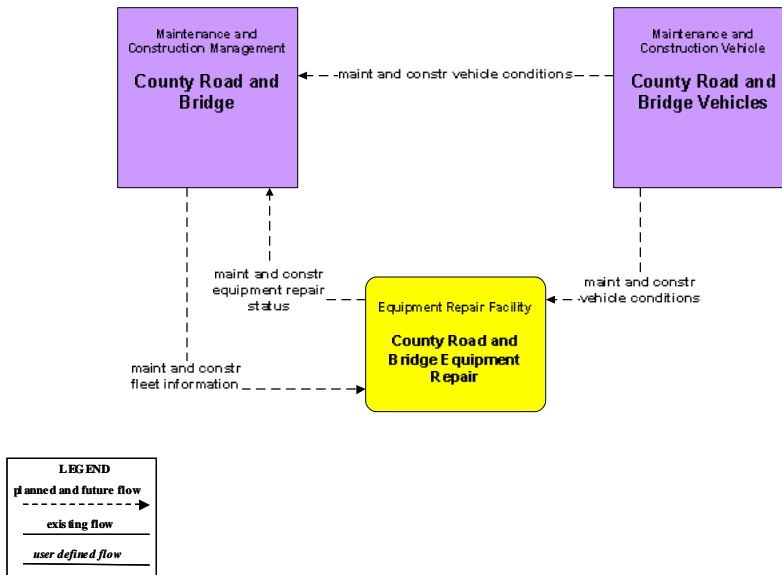 Maintenance and
Construction Management
County Road and
Bridge
maint and constr vehicle conditions
Maintenance and
Construction Vehicle
County Road and
Bridge Vehicles
maint and constr
equipment repair
status
Equipment Repair Facility
County Road and
Bridge Equipment
Repair
maint and constr
vehicle conditions
maint and constr
fleet information
LEGEND
planned and future flow
existing flow
user defined flow